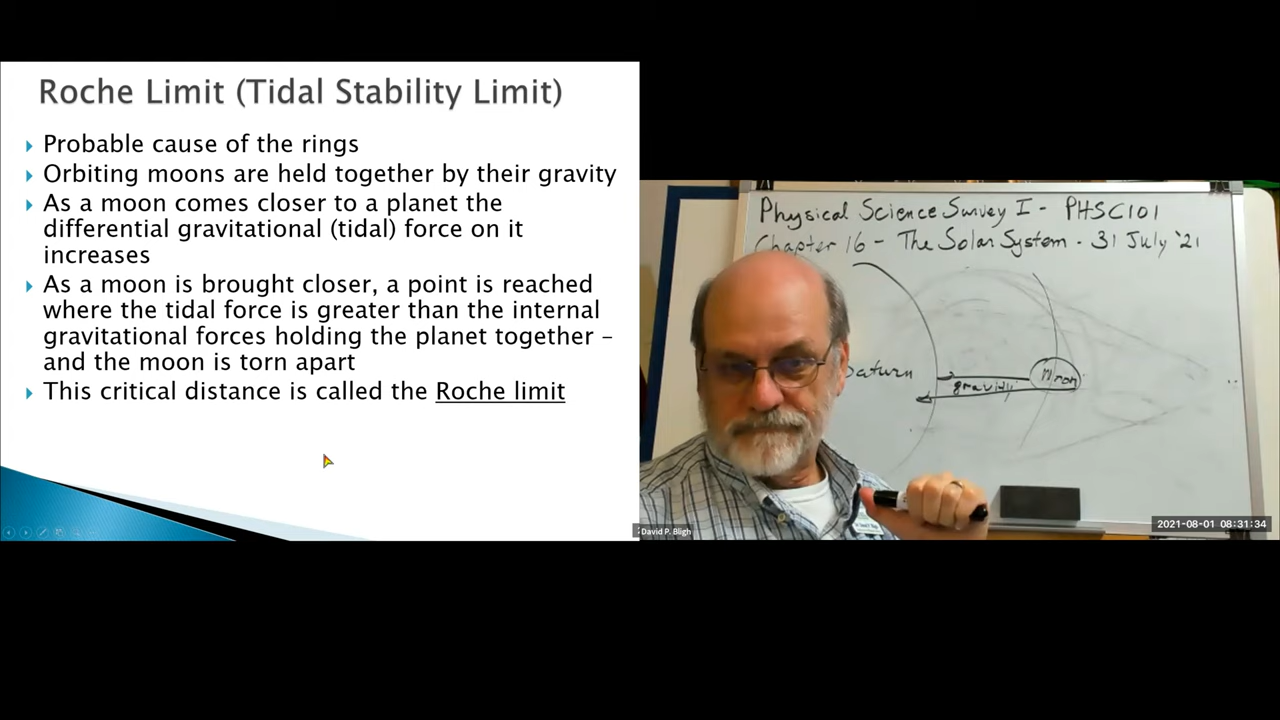 Roche Limit (Tidal Stability Limit)
Probable cause of the rings
Orbiting moons are held together by their gravity
As a moon comes closer to a planet the
differential gravitational (tidal) force on it
increases
As a moon is brought closer, a point is reached
where the tidal force is greater than the internal
gravitational forces holding the planet together –
and the moon is torn apart
This critical distance is called the Roche limit
Physical Science Survey I - PHSC101
Chapter 16 - The Solar System - 31 July '21
Saturn
gravity
Moon
David P. Bligh
2021-08-01 08:31:34